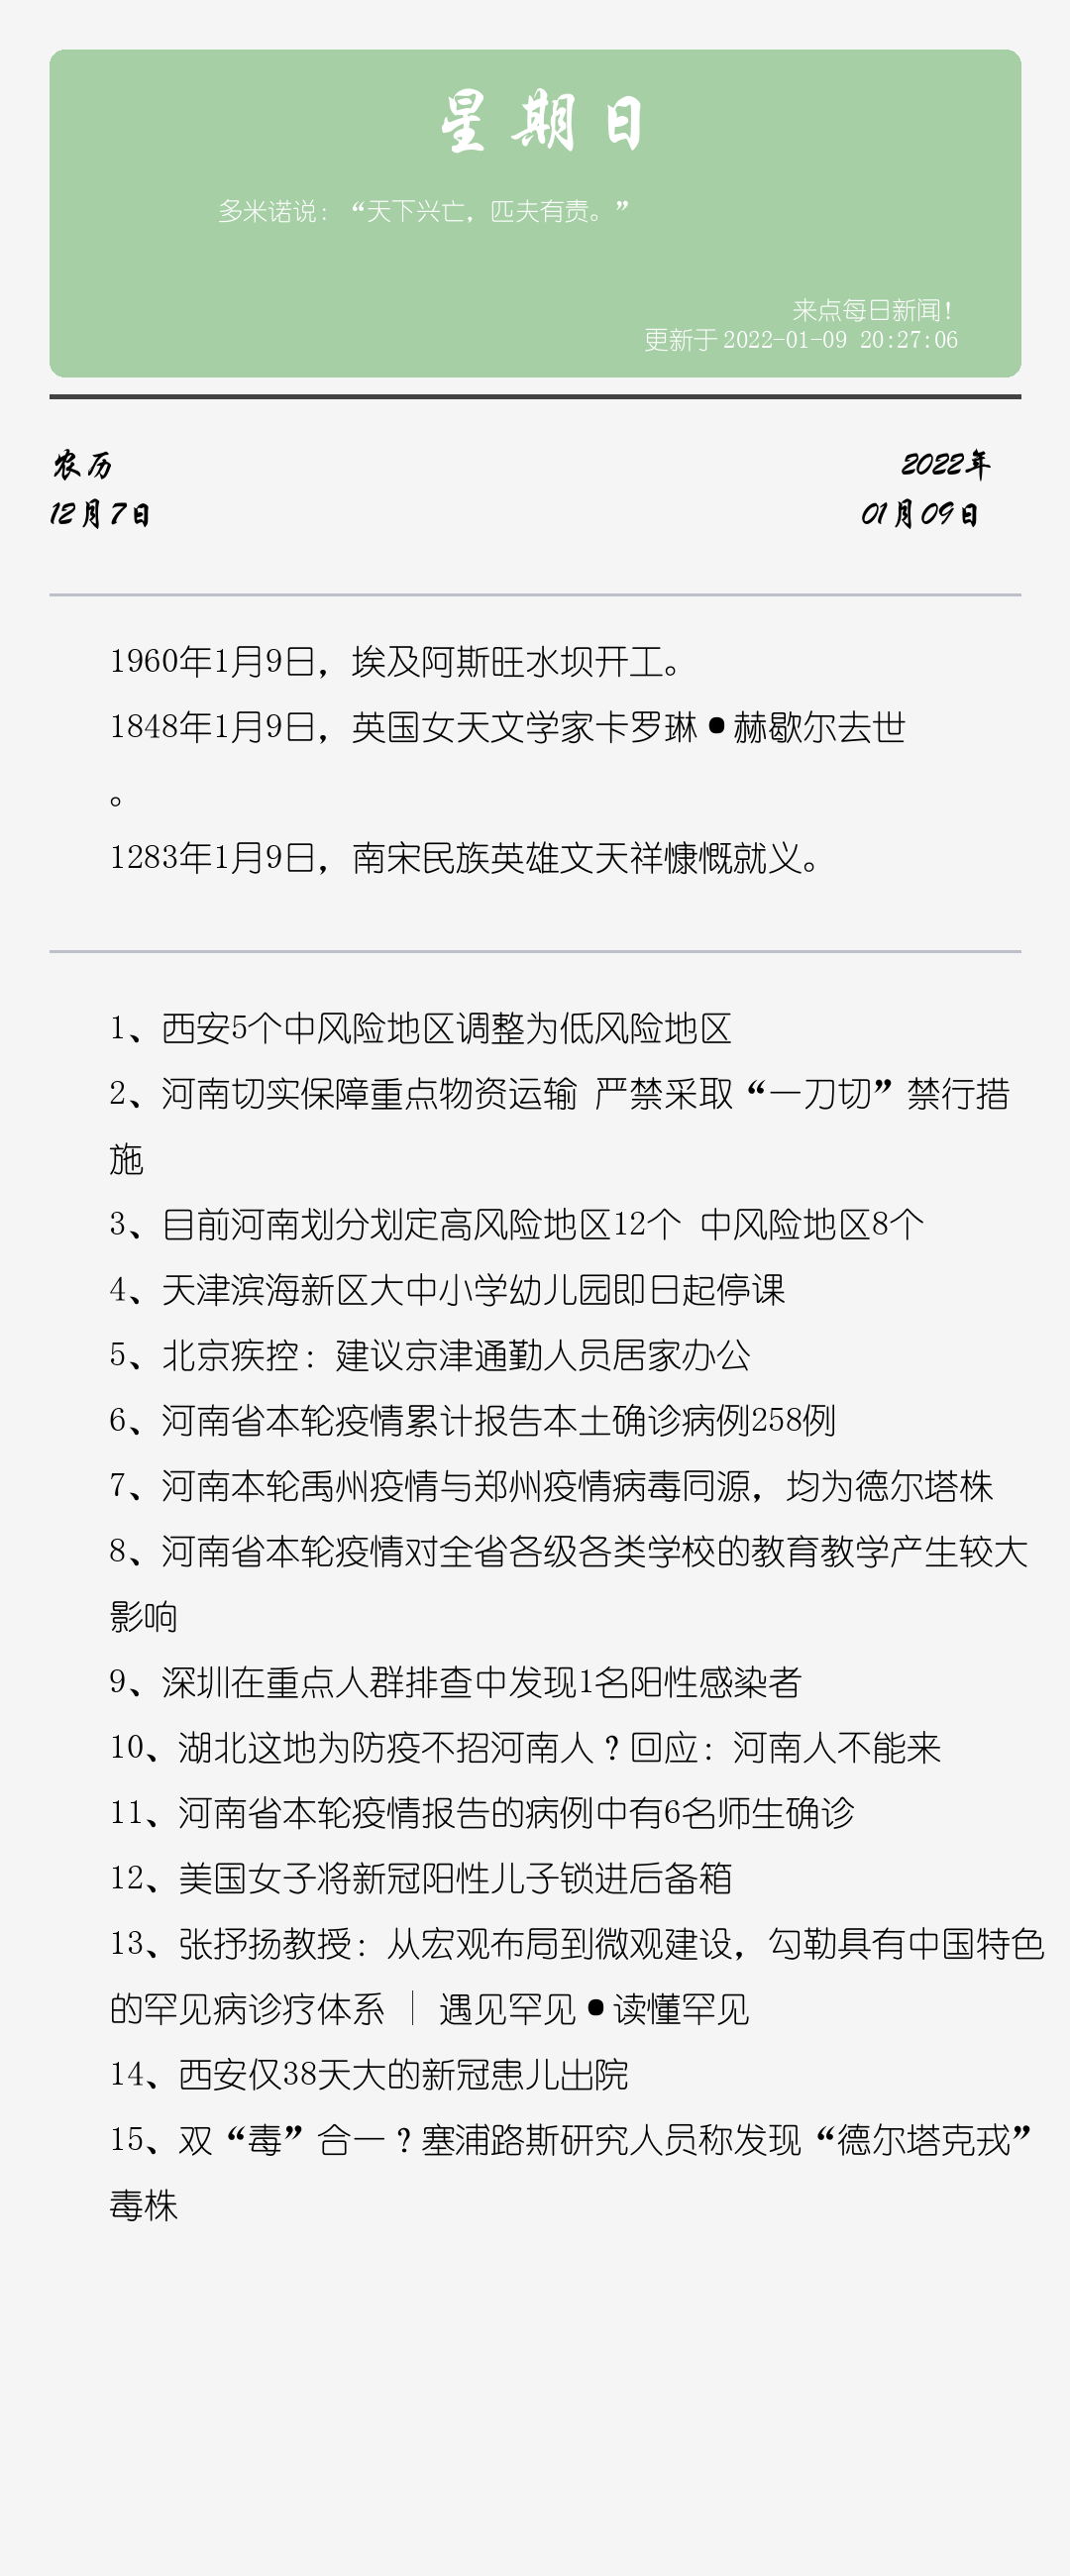 星期日
多米诺说：“天下兴亡，匹夫有责。”
来点每日新闻！
更新于 2022-01-09 20:27:06
农历
2022年
12月7日
01月09日
1960年1月9日，埃及阿斯旺水坝开工。
1848年1月9日，英国女天文学家卡罗琳•赫歇尔去世
。
1283年1月9日，南宋民族英雄文天祥慷慨就义。
1、西安5个中风险地区调整为低风险地区
2、河南切实保障重点物资运输 严禁采取“一刀切”禁行措
施
3、目前河南划分划定高风险地区12个 中风险地区8个
4、天津滨海新区大中小学幼儿园即日起停课
5、北京疾控：建议京津通勤人员居家办公
6、河南省本轮疫情累计报告本土确诊病例258例
7、河南本轮禹州疫情与郑州疫情病毒同源，均为德尔塔株
8、河南省本轮疫情对全省各级各类学校的教育教学产生较大
影响
9、深圳在重点人群排查中发现1名阳性感染者
10、湖北这地为防疫不招河南人？回应：河南人不能来
11、河南省本轮疫情报告的病例中有6名师生确诊
12、美国女子将新冠阳性儿子锁进后备箱
13、张抒扬教授：从宏观布局到微观建设，勾勒具有中国特色
的罕见病诊疗体系 ｜ 遇见罕见•读懂罕见
14、西安仅38天大的新冠患儿出院
15、双“毒”合一？塞浦路斯研究人员称发现“德尔塔克戎”
毒株